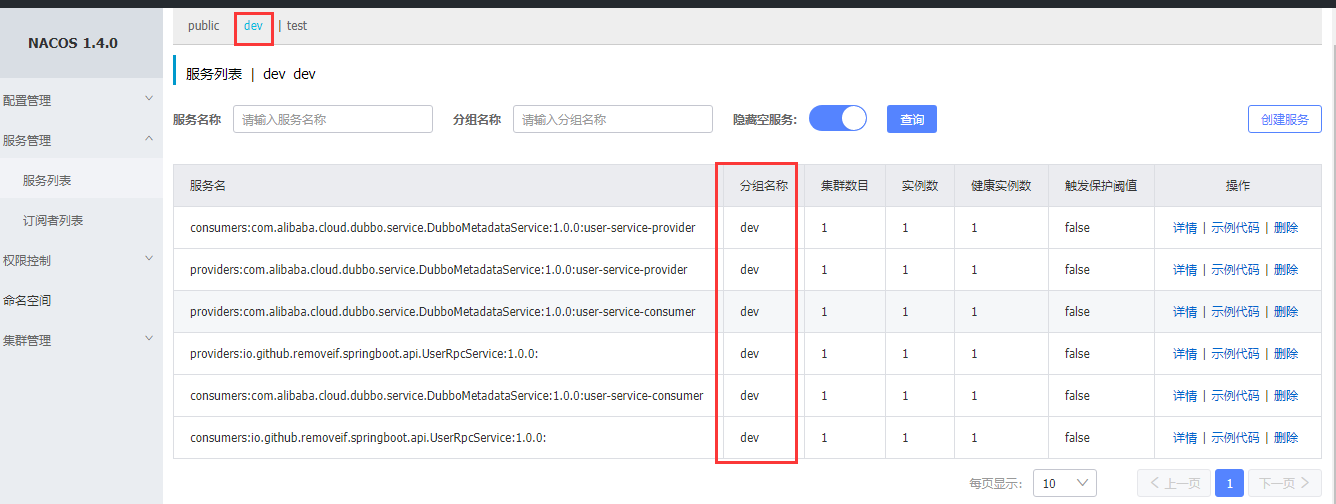 public dev | test
NACOS 1.4.0
服务列表 | dev dev
配置管理
服务名称 请输入服务名称 分组名称 请输入分组名称 隐藏空服务: 查询 创建服务
服务管理
服务列表
订阅者列表
权限控制
命名空间
集群管理
服务名 分组名称 集群数目 实例数 健康实例数 触发保护阈值 操作
consumers:com.alibaba.cloud.dubbo.service.DubboMetadataService:1.0.0:user-service-provider dev 1 1 1 false 详情 | 示例代码 | 删除
providers:com.alibaba.cloud.dubbo.service.DubboMetadataService:1.0.0:user-service-provider dev 1 1 1 false 详情 | 示例代码 | 删除
providers:com.alibaba.cloud.dubbo.service.DubboMetadataService:1.0.0:user-service-consumer dev 1 1 1 false 详情 | 示例代码 | 删除
providers:io.github.removeif.springboot.api.UserRpcService:1.0.0: dev 1 1 1 false 详情 | 示例代码 | 删除
consumers:com.alibaba.cloud.dubbo.service.DubboMetadataService:1.0.0:user-service-consumer dev 1 1 1 false 详情 | 示例代码 | 删除
consumers:io.github.removeif.springboot.api.UserRpcService:1.0.0: dev 1 1 1 false 详情 | 示例代码 | 删除
每页显示: 10 上一页 1 下一页